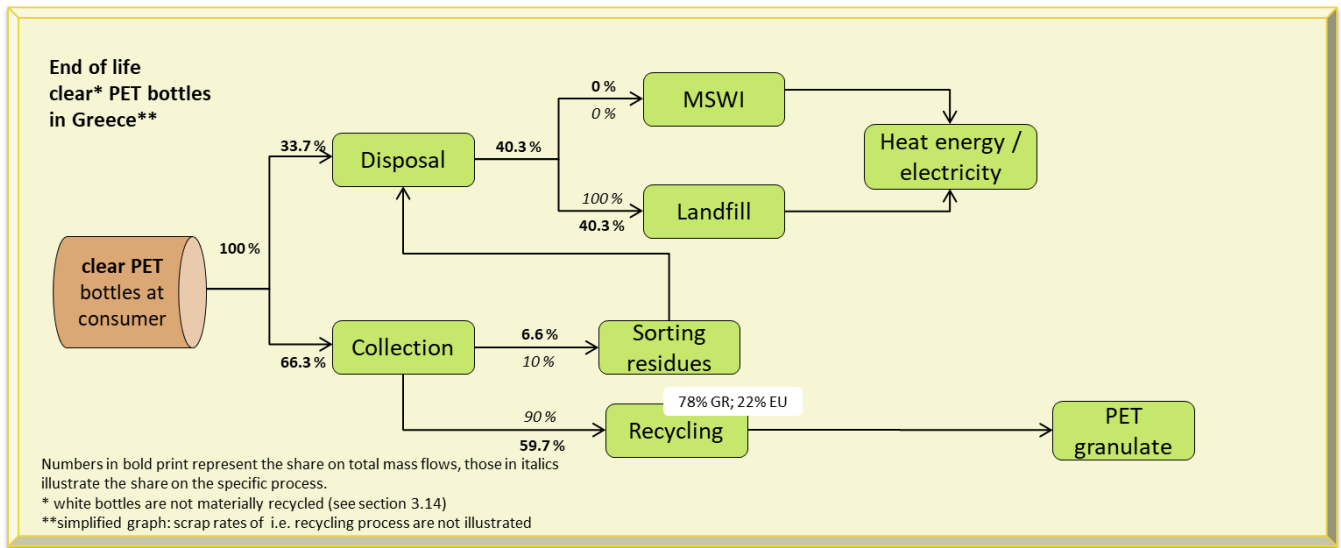 End of life
clear* PET bottles
in Greece**
0 %
MSWI
0 %
Heat energy /
electricity
33.7 %
Disposal
40.3 %
100 %
Landfill
40.3 %
100 %
clear PET
bottles at
consumer
66.3 %
Collection
6.6 %
10 %
Sorting
residues
78% GR; 22% EU
90 %
59.7 %
Recycling
PET
granulate
Numbers in bold print represent the share on total mass flows, those in italics
illustrate the share on the specific process.
* white bottles are not materially recycled (see section 3.14)
**simplified graph: scrap rates of i.e. recycling process are not illustrated